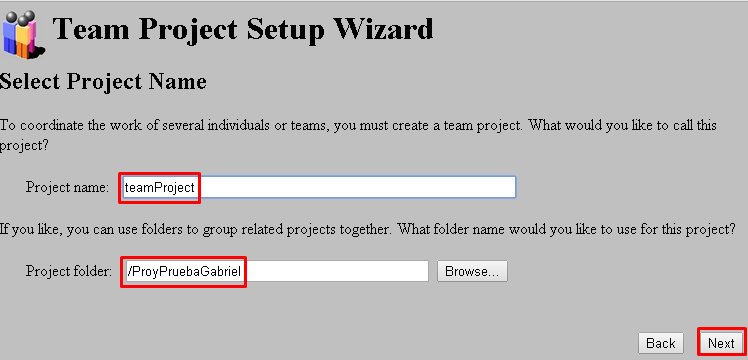 Team Project Setup Wizard
Select Project Name
To coordinate the work of several individuals or teams, you must create a team project. What would you like to call this
project?
Project name: teamProject
If you like, you can use folders to group related projects together. What folder name would you like to use for this project?
Project folder: /ProyPruebaGabriel Browse...
Back Next